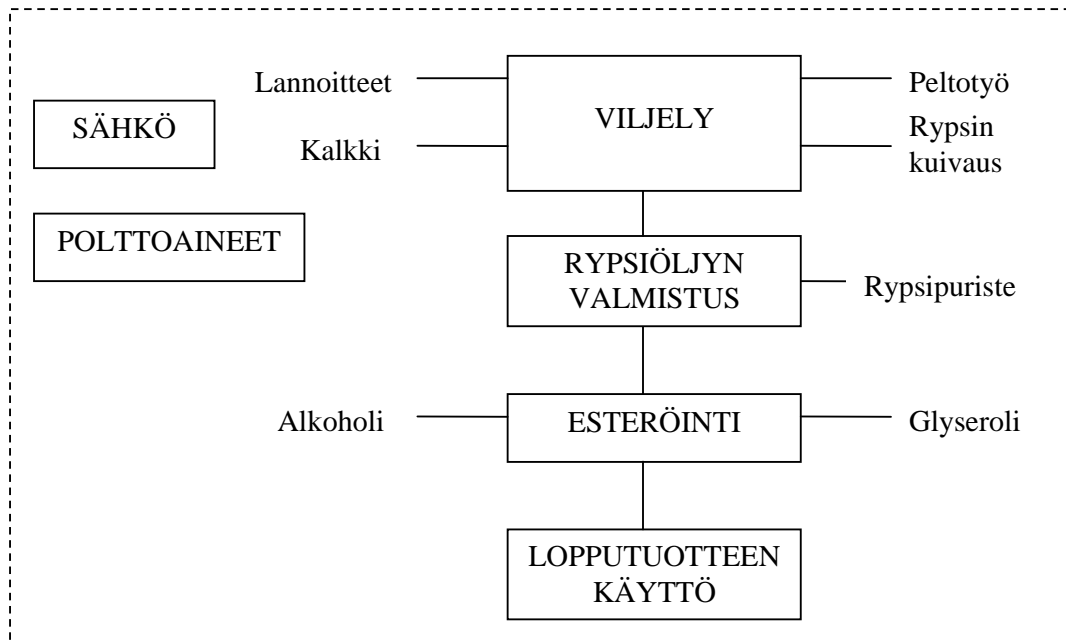 Lannoitteet
VILJELY
Peltotyö
SÄHKÖ
Kalkki
Rypsin
kuivaus
POLTTOAINEET
RYPSIÖLJYN
VALMISTUS
Rypsipuriste
Alkoholi
ESTERÖINTI
Glyseroli
LOPPUTUOTTEEN
KÄYTTÖ